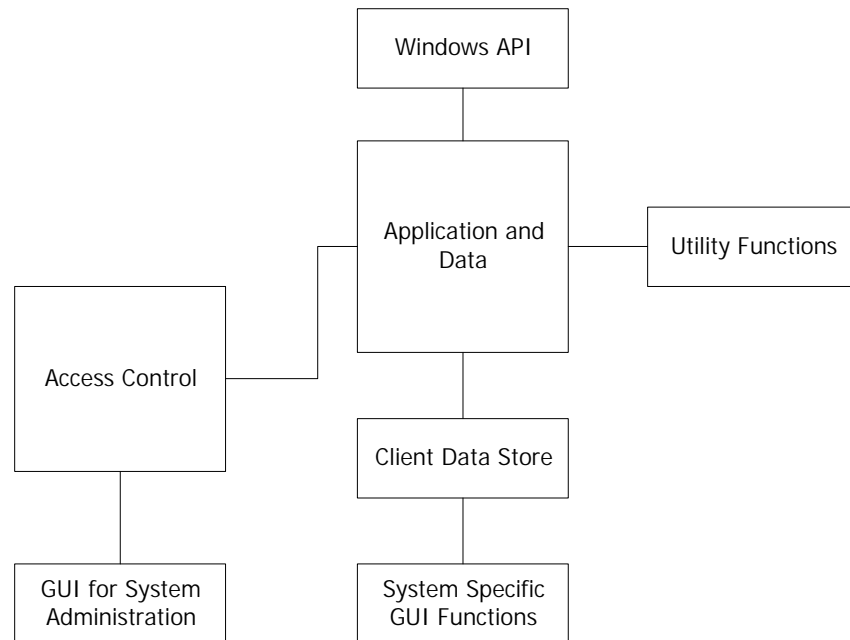 Windows API
Application and
Data
Utility Functions
Access Control
Client Data Store
GUI for System
Administration
System Specific
GUI Functions